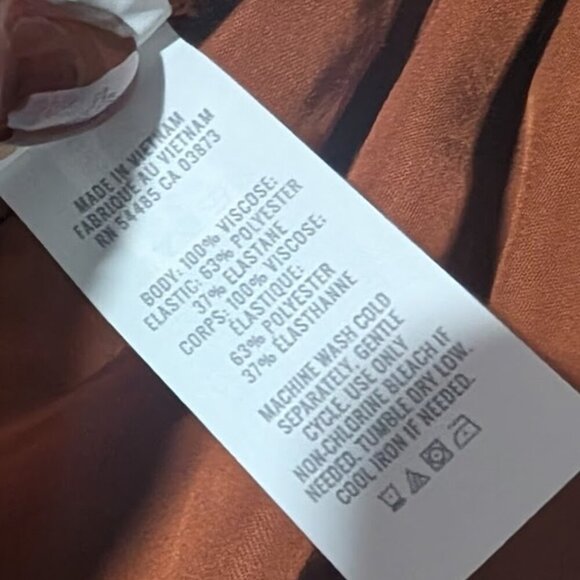 MADE IN VIETNAM
FABRIQUE AU VIETNAM
RN 54485 CA 03873
BODY: 100% VISCOSE:
ELASTIC: 63% POLYESTER
37% ELASTANE
CORPS: 100% VISCOSE:
ÉLASTIQUE:
63% POLYESTER
37% ÉLASTHANNE
MACHINE WASH COLD
SEPARATELY, GENTLE
CYCLE. USE ONLY
NON-CHLORINE BLEACH IF
NEEDED. TUMBLE DRY LOW.
COOL IRON IF NEEDED.